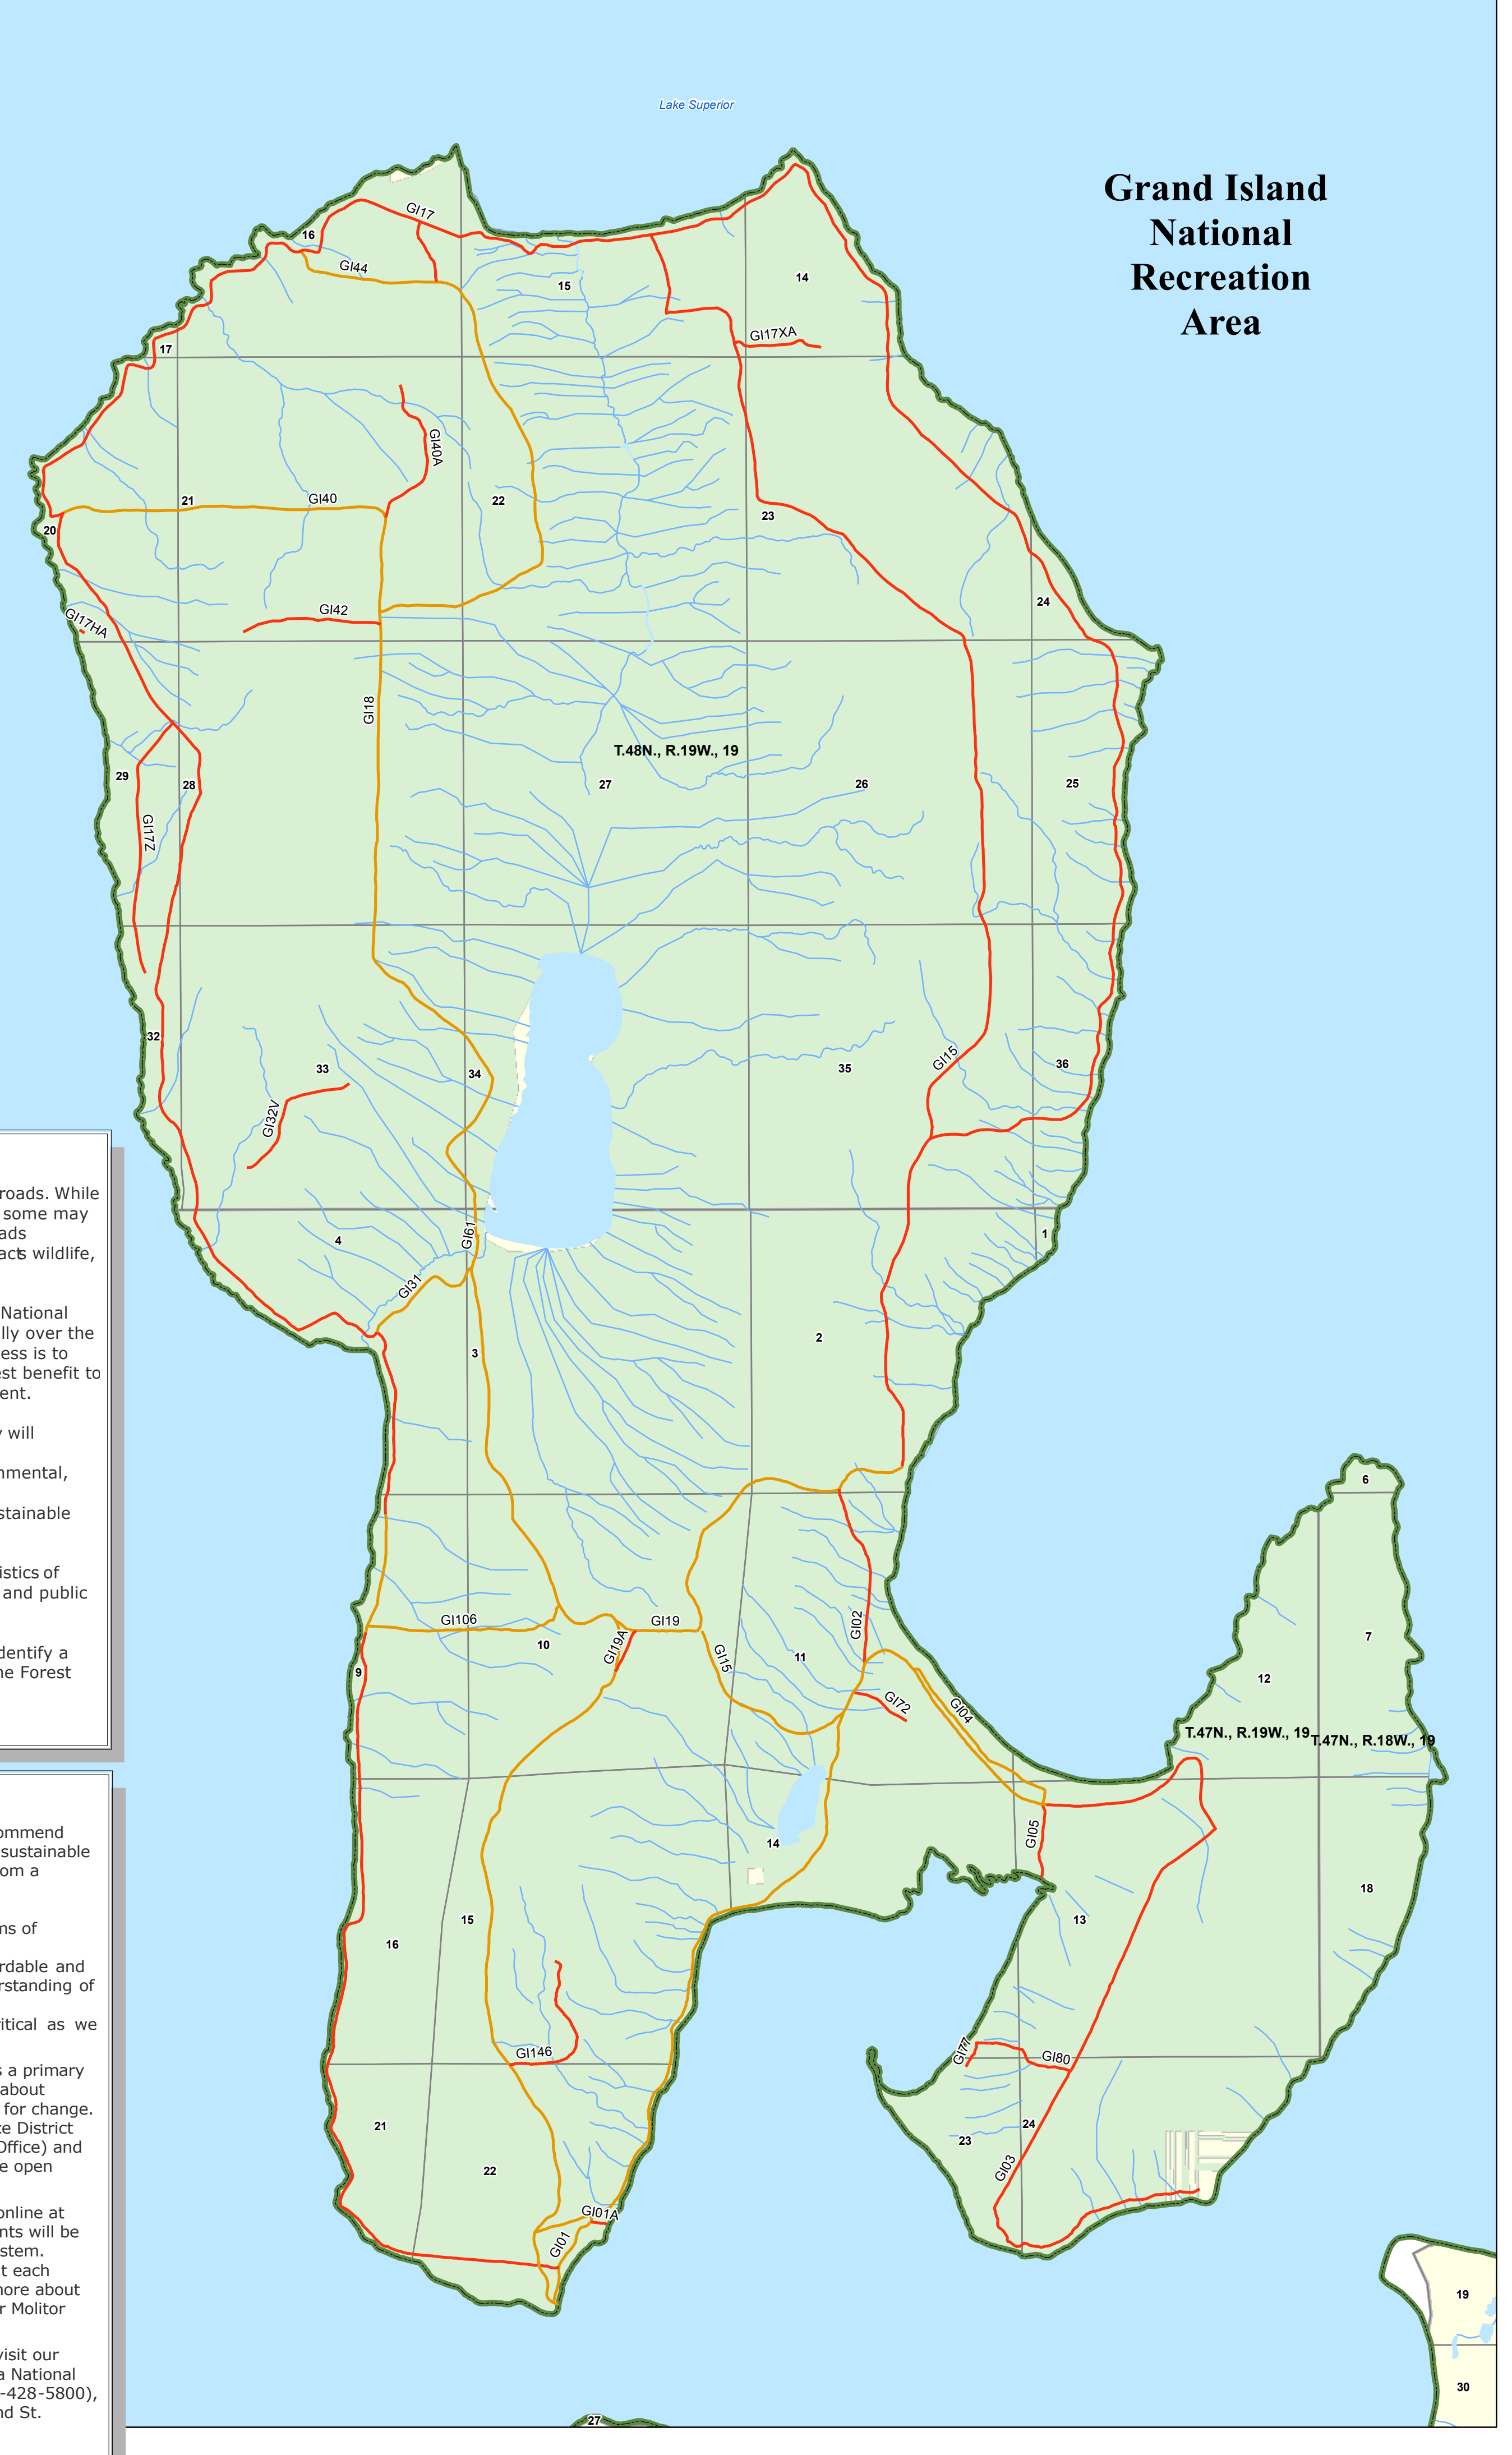 Lake Superior
Grand Island
National
Recreation
Area
GI17
16
GI44
15
14
17
GI17XA
GI40A
21
GI40
22
20
23
GI42
24
GI17HA
GI18
T.48N., R.19W., 19
29
28
27
26
25
GI17Z
32
33
34
35
GI15
36
GI32V
roads. While
some may
ads
acts wildlife,
4
GI61
1
GI31
National
lly over the
ess is to
est benefit to
ent.
2
3
y will
nmental,
6
stainable
istics of
and public
GI106
10
GI19A
GI19
GI15
11
GI02
7
dentify a
he Forest
9
12
GI72
GI04
T.47N., R.19W., 19
T.47N., R.18W., 19
ommend
sustainable
om a
GI05
14
18
ms of
15
16
13
rdable and
rstanding of
itical as we
GI146
GI77
GI80
s a primary
about
for change.
ce District
Office) and
e open
21
22
23
24
GI03
online at
nts will be
stem.
t each
more about
r Molitor
GI01A
GI01
19
visit our
a National
-428-5800),
nd St.
30
27